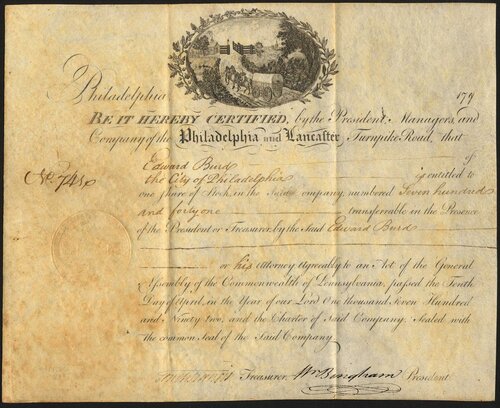 Philadelphia 179
BE IT HEREBY CERTIFIED, by the President, Managers, and
Company of the Philadelphia and Lancaster Turnpike Road, that
Edward Burd of
No. 741 the City of Philadelphia is entitled to
one Share of Stock in the Said Company, numbered Seven hundred
and forty one transferrable in the Presence
of the President or Treasurer, by the Said Edward Burd
or his Attorney Agreeably to an Act of the General
Assembly of the Commonwealth of Pennsylvania, passed the Ninth
Day of April, in the Year of our Lord One thousand Seven Hundred
and Ninety two, and the Charter of Said Company. Sealed with
the common Seal of the Said Company.
Treasurer, Wm Bingham President